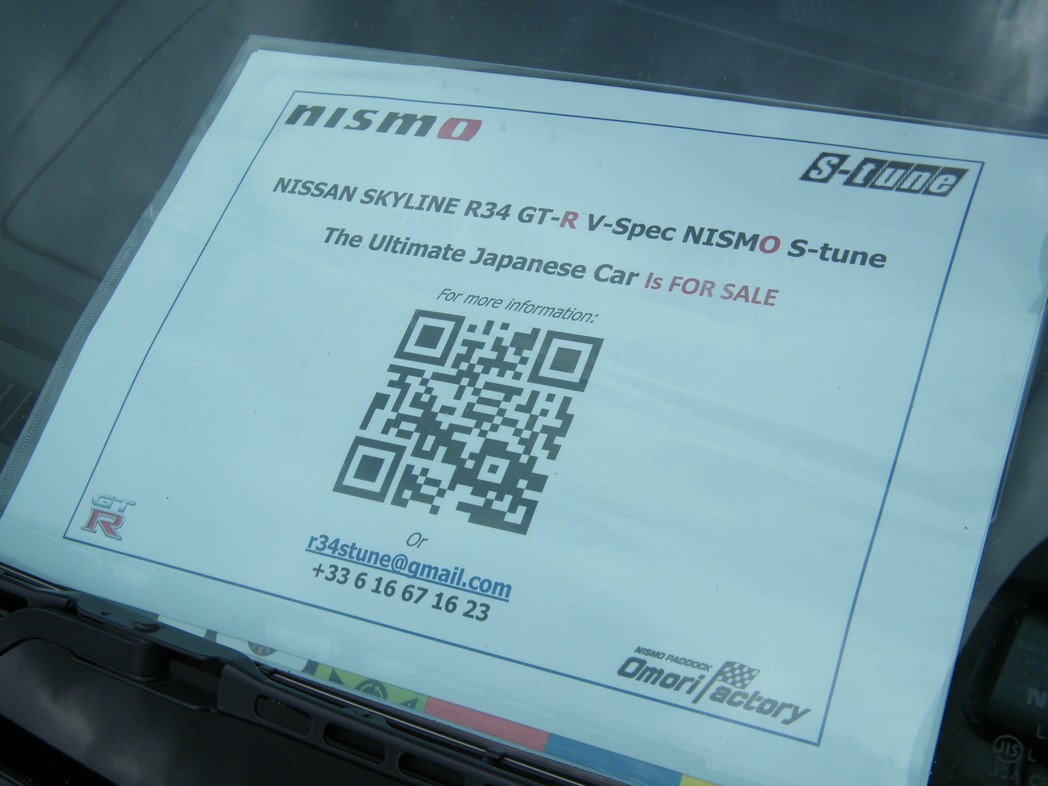 nismo
S-tune
NISSAN SKYLINE R34 GT-R V-Spec NISMO S-tune
The Ultimate Japanese Car Is FOR SALE
For more information:
Or
r34stune@gmail.com
+33 6 16 67 16 23
GT
R
NISMO PADDOCK
Omori Factory
JIS